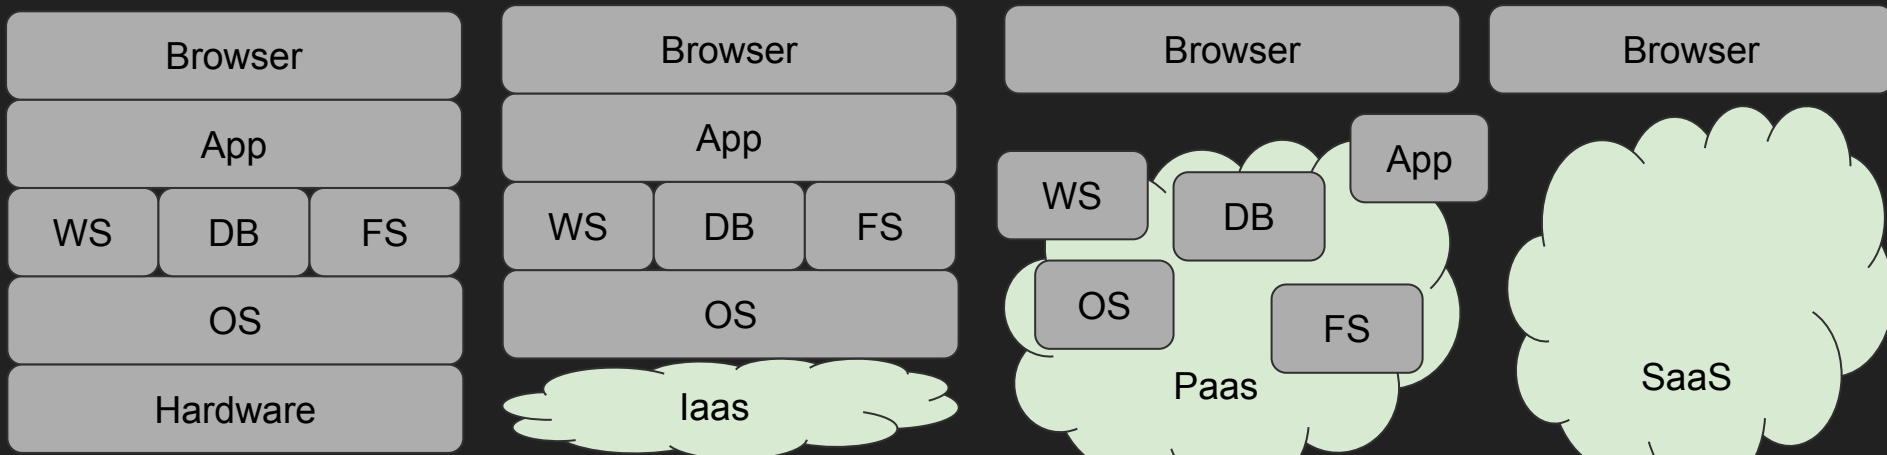 Browser
App
WS DB FS
OS
Hardware
Browser
App
WS DB FS
OS
Iaas
Browser
App
WS
DB
OS
FS
Paas
Browser
SaaS